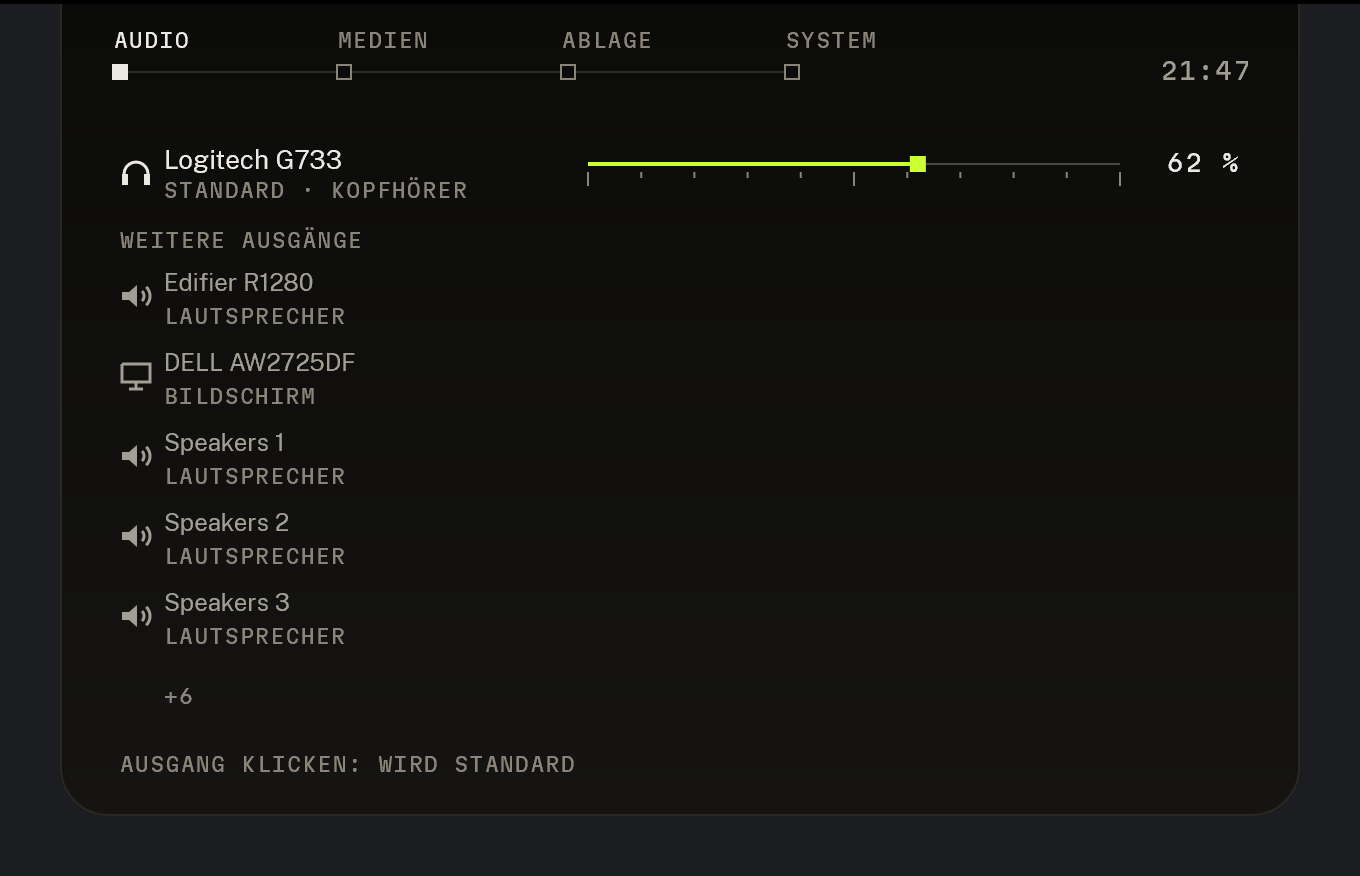 AUDIO MEDIEN ABLAGE SYSTEM
21:47
Logitech G733
62 %
STANDARD · KOPFHÖRER
WEITERE AUSGÄNGE
Edifier R1280
LAUTSPRECHER
DELL AW2725DF
BILDSCHIRM
Speakers 1
LAUTSPRECHER
Speakers 2
LAUTSPRECHER
Speakers 3
LAUTSPRECHER
+6
AUSGANG KLICKEN: WIRD STANDARD